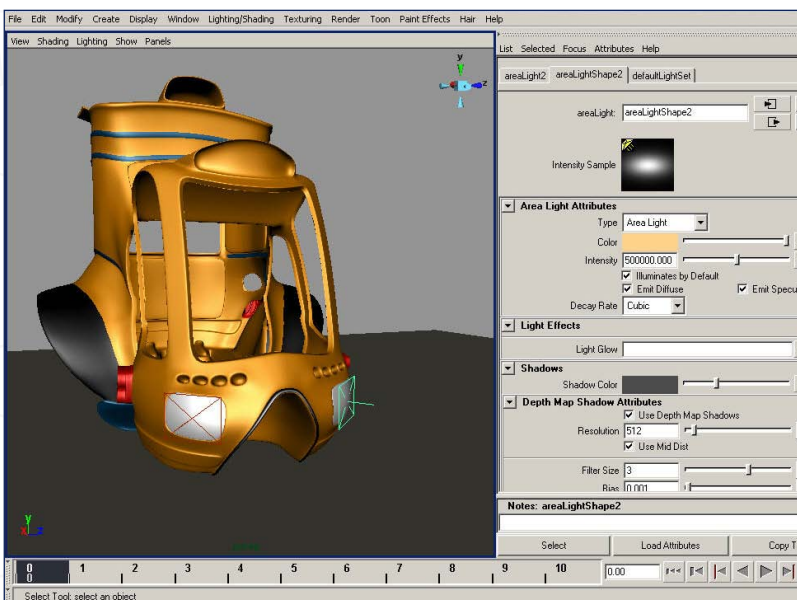 File Edit Modify Create Display Window Lighting/Shading Texturing Render Toon Paint Effects Hair Help
View Shading Lighting Show Panels
List Selected Focus Attributes Help
areaLight2 areaLightShape2 defaultLightSet
areaLight: areaLightShape2
Intensity Sample
Area Light Attributes
Type Area Light
Color
Intensity 500000.000
Illuminates by Default
Emit Diffuse Emit Specu
Decay Rate Cubic
Light Effects
Light Glow
Shadows
Shadow Color
Depth Map Shadow Attributes
Use Depth Map Shadows
Resolution 512
Use Mid Dist
Filter Size 3
Bias 0.001
Notes: areaLightShape2
Select Load Attributes Copy T
y
z
y
x z
0 1 2 3 4 5 6 7 8 9 10
0 0.00
Select Tool: select an object